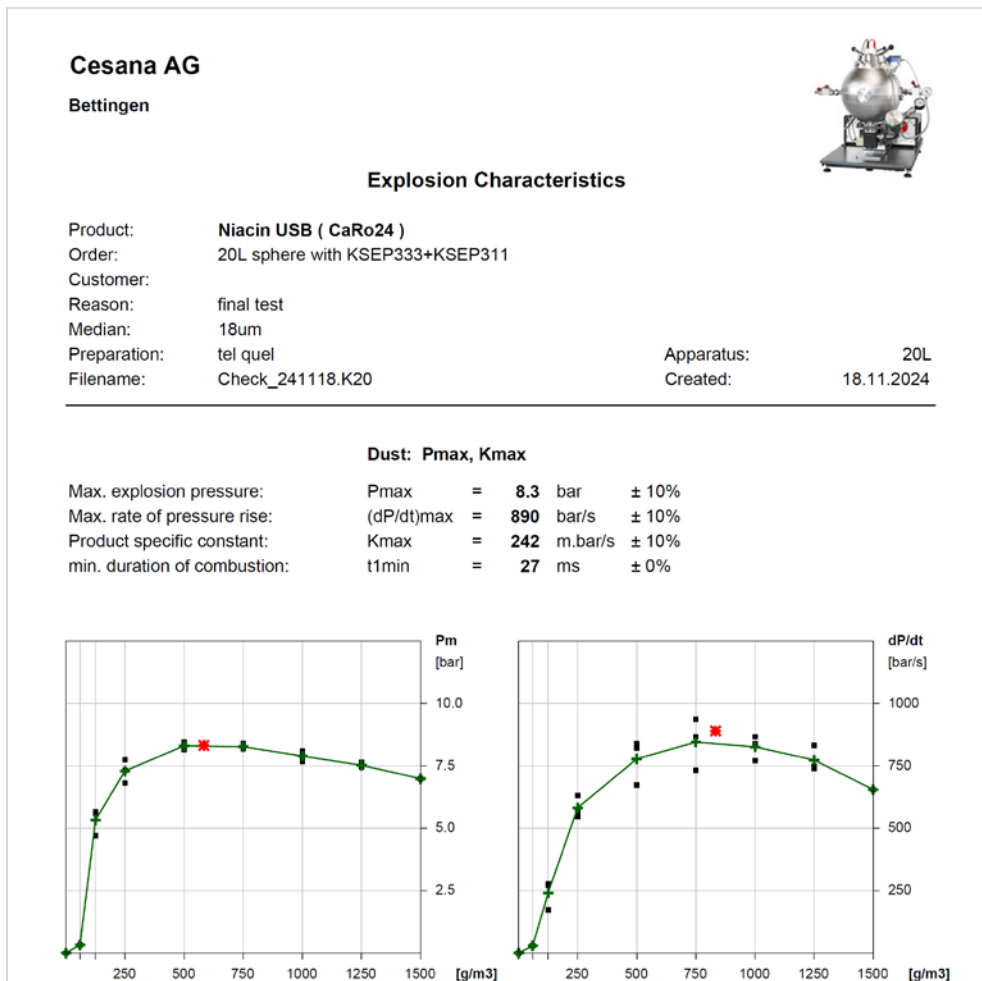 Cesana AG
Bettingen
Explosion Characteristics
Product: Niacin USB ( CaRo24 )
Order: 20L sphere with KSEP333+KSEP311
Customer:
Reason: final test
Median: 18um
Preparation: tel quel Apparatus: 20L
Filename: Check_241118.K20 Created: 18.11.2024
Dust: Pmax, Kmax
Max. explosion pressure: Pmax = 8.3 bar ± 10%
Max. rate of pressure rise: (dP/dt)max = 890 bar/s ± 10%
Product specific constant: Kmax = 242 m.bar/s ± 10%
min. duration of combustion: t1min = 27 ms ± 0%
Pm
[bar]
10.0
7.5
5.0
2.5
250 500 750 1000 1250 1500 [g/m3]
dP/dt
[bar/s]
1000
750
500
250
250 500 750 1000 1250 1500 [g/m3]